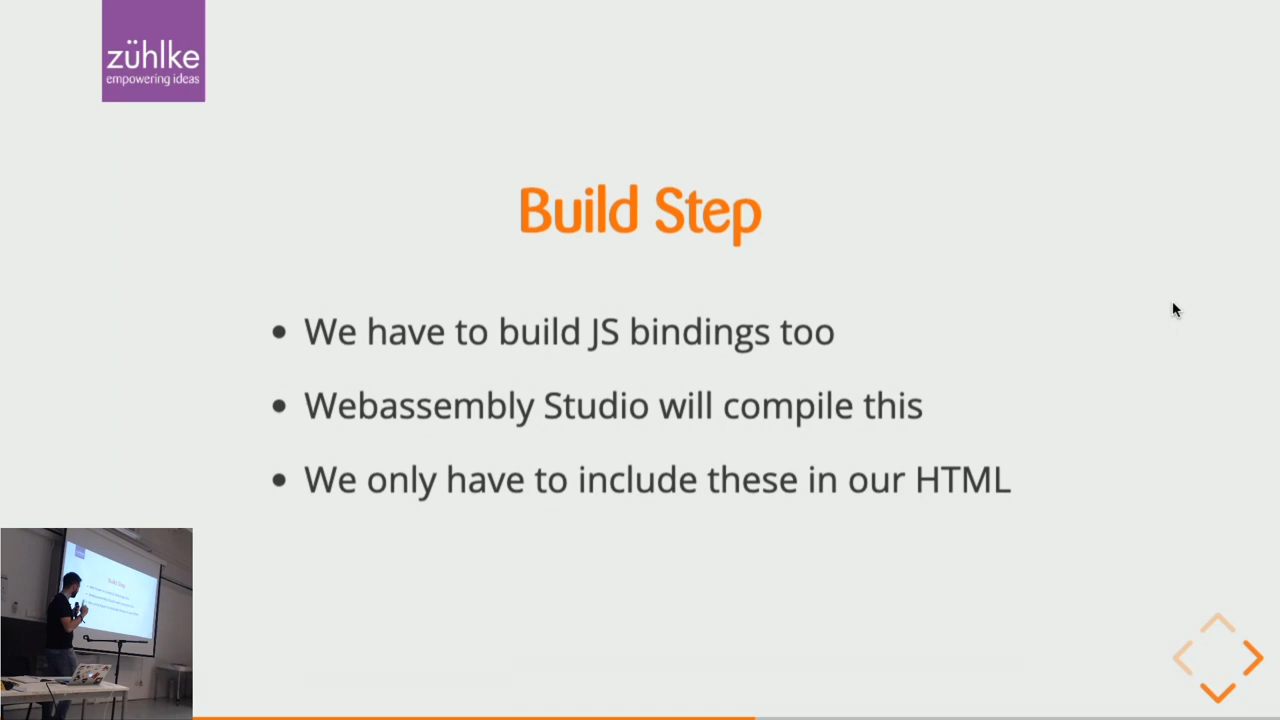 zühlke
empowering ideas
Build Step
We have to build JS bindings too
Webassembly Studio will compile this
We only have to include these in our HTML